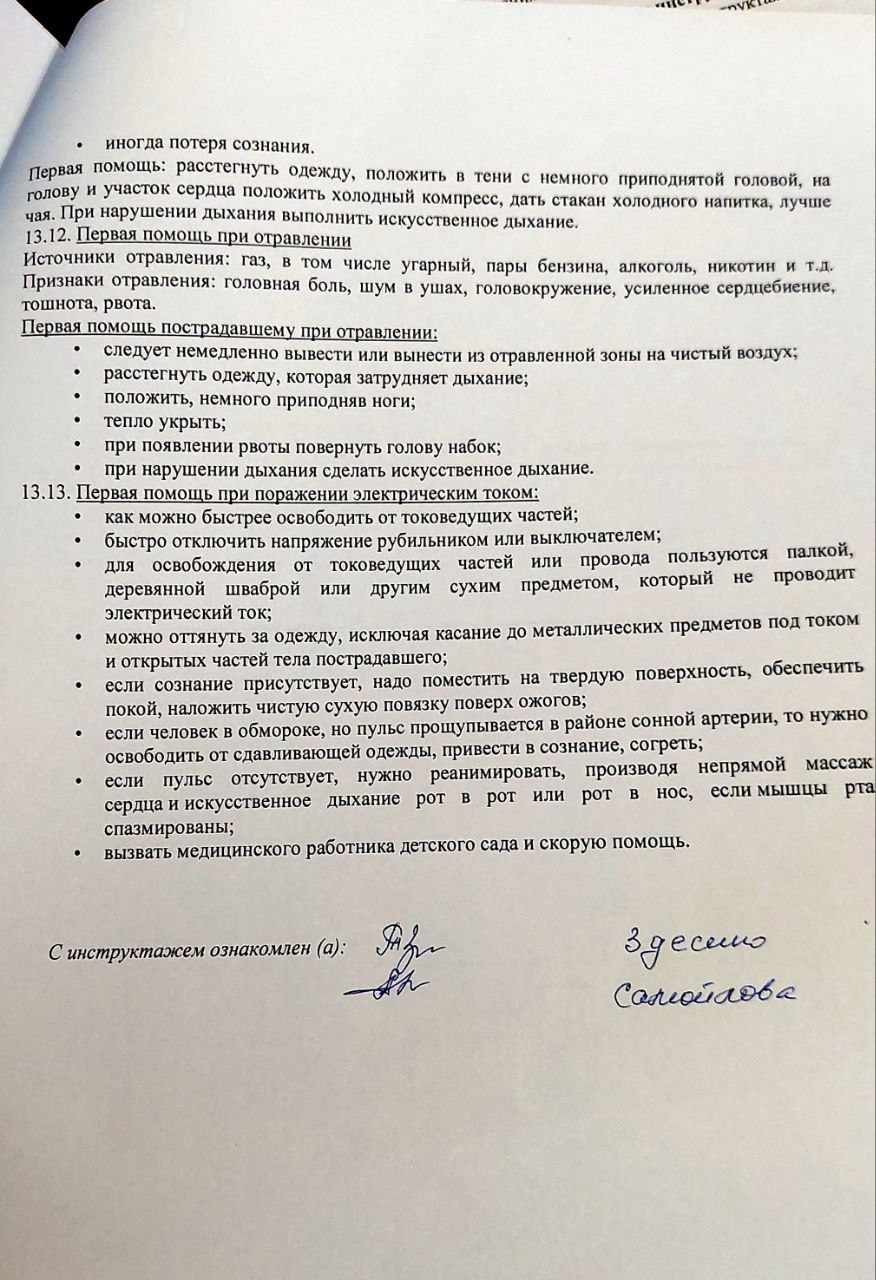 • иногда потеря сознания.
Первая помощь: расстегнуть одежду, положить в тени с немного приподнятой головой, на
голову и участок сердца положить холодный компресс, дать стакан холодного напитка, лучше
чая. При нарушении дыхания выполнить искусственное дыхание.
13.12. Первая помощь при отравлении
Источники отравления: газ, в том числе угарный, пары бензина, алкоголь, никотин и т.д.
Признаки отравления: головная боль, шум в ушах, головокружение, усиленное сердцебиение,
тошнота, рвота.
Первая помощь пострадавшему при отравлении:
• следует немедленно вывести или вынести из отравленной зоны на чистый воздух;
• расстегнуть одежду, которая затрудняет дыхание;
• положить, немного приподняв ноги;
• тепло укрыть;
• при появлении рвоты повернуть голову набок;
• при нарушении дыхания сделать искусственное дыхание.
13.13. Первая помощь при поражении электрическим током:
• как можно быстрее освободить от токоведущих частей;
• быстро отключить напряжение рубильником или выключателем;
• для освобождения от токоведущих частей или провода пользуются палкой,
деревянной шваброй или другим сухим предметом, который не проводит
электрический ток;
• можно оттянуть за одежду, исключая касание до металлических предметов под током
и открытых частей тела пострадавшего;
• если сознание присутствует, надо поместить на твердую поверхность, обеспечить
покой, наложить чистую сухую повязку поверх ожогов;
• если человек в обмороке, но пульс прощупывается в районе сонной артерии, то нужно
освободить от сдавливающей одежды, привести в сознание, согреть;
• если пульс отсутствует, нужно реанимировать, производя непрямой массаж
сердца и искусственное дыхание рот в рот или рот в нос, если мышцы рта
спазмированы;
• вызвать медицинского работника детского сада и скорую помощь.
С инструктажем ознакомлен (а):
Самойлова